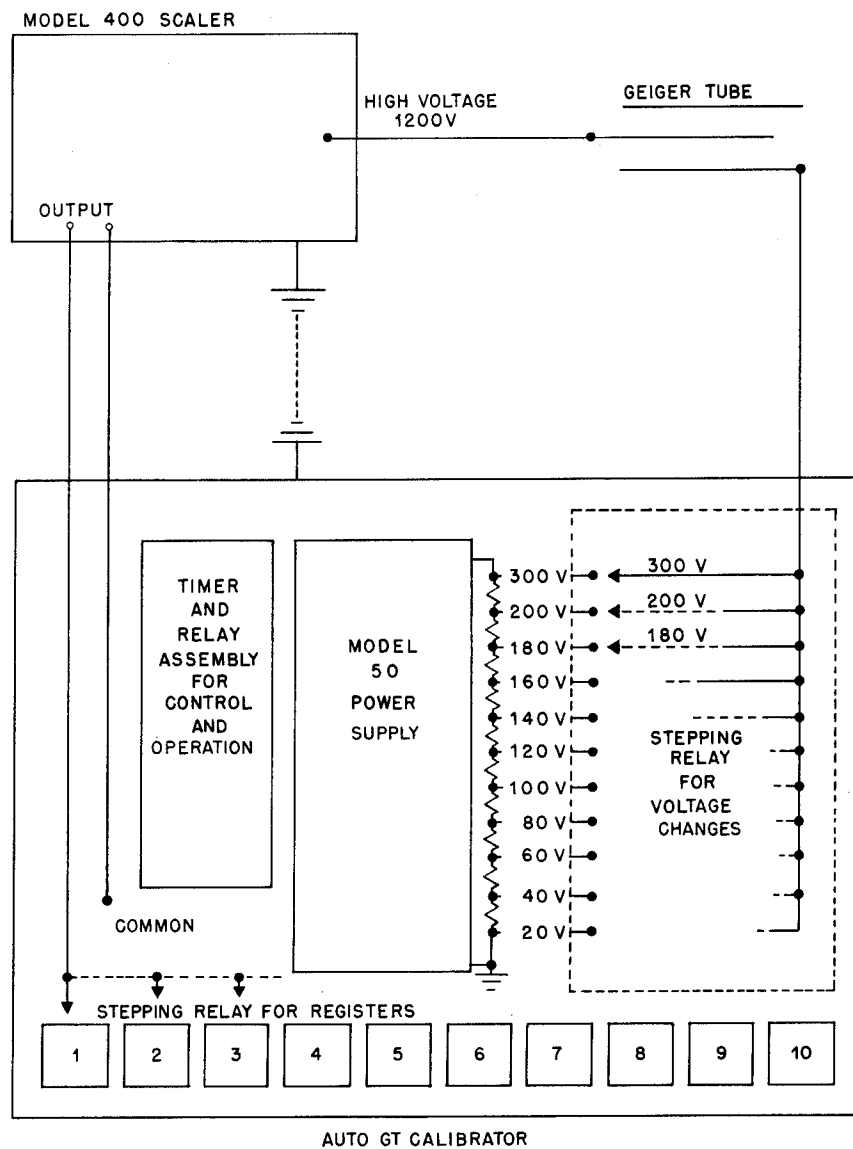 MODEL 400 SCALER
HIGH VOLTAGE
1200V
GEIGER TUBE
OUTPUT
TIMER
AND
RELAY
ASSEMBLY
FOR
CONTROL
AND
OPERATION
MODEL
50
POWER
SUPPLY
300 V
200 V
180 V
160 V
140 V
120 V
100 V
80 V
60 V
40 V
20 V
300 V
200 V
180 V
STEPPING
RELAY
FOR
VOLTAGE
CHANGES
COMMON
STEPPING RELAY FOR REGISTERS
1 2 3 4 5 6 7 8 9 10
AUTO GT CALIBRATOR